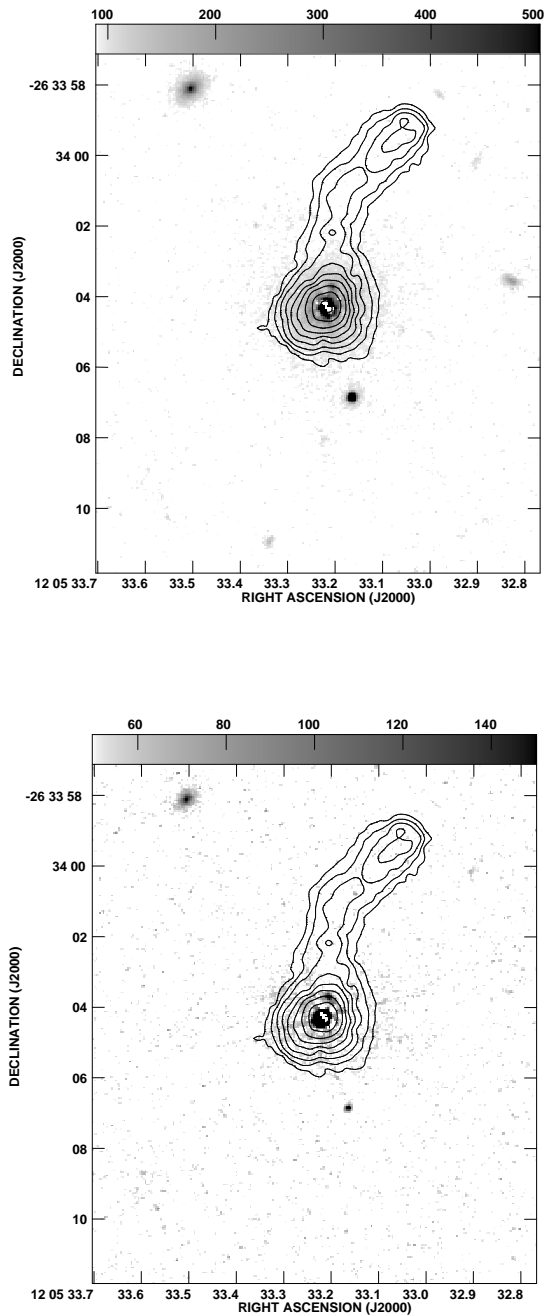 100 200 300 400 500
-26 33 58
34 00
02
04
06
08
10
DECLINATION (J2000)
12 05 33.7 33.6 33.5 33.4 33.3 33.2 33.1 33.0 32.9 32.8
RIGHT ASCENSION (J2000)
60 80 100 120 140
-26 33 58
34 00
02
04
06
08
10
DECLINATION (J2000)
12 05 33.7 33.6 33.5 33.4 33.3 33.2 33.1 33.0 32.9 32.8
RIGHT ASCENSION (J2000)